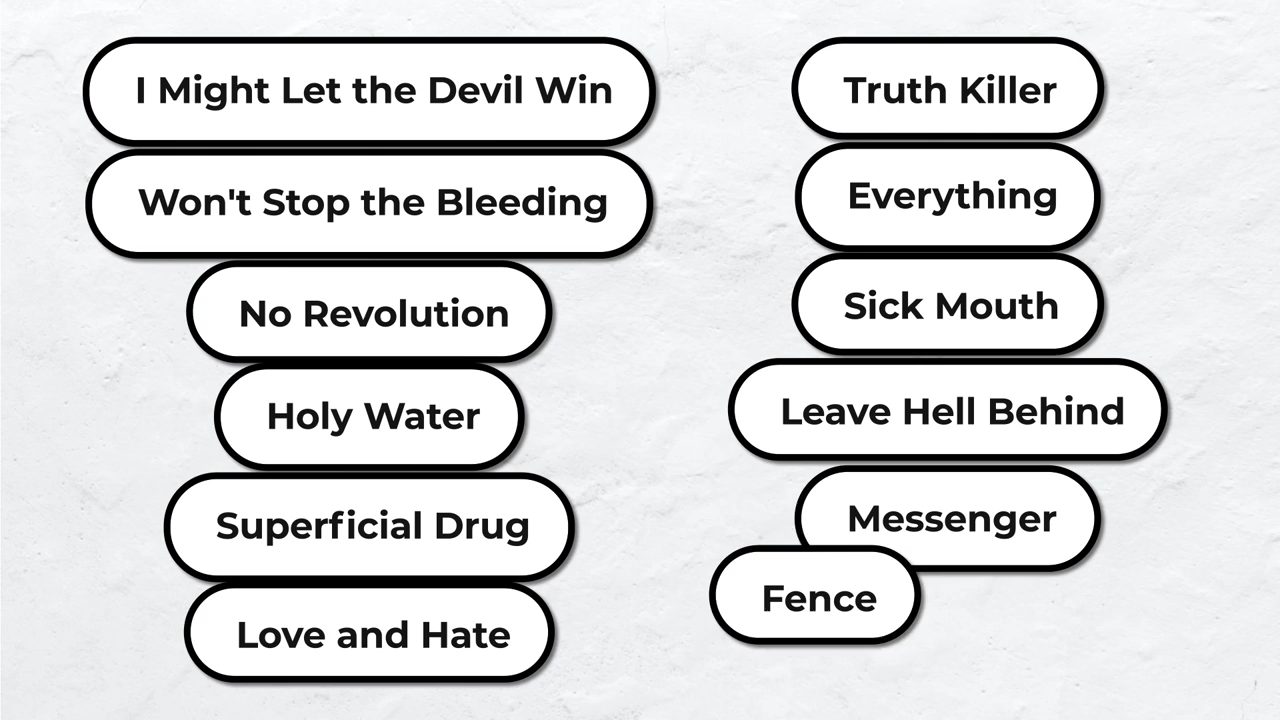 I Might Let the Devil Win
Won't Stop the Bleeding
No Revolution
Holy Water
Superficial Drug
Love and Hate
Truth Killer
Everything
Sick Mouth
Leave Hell Behind
Messenger
Fence